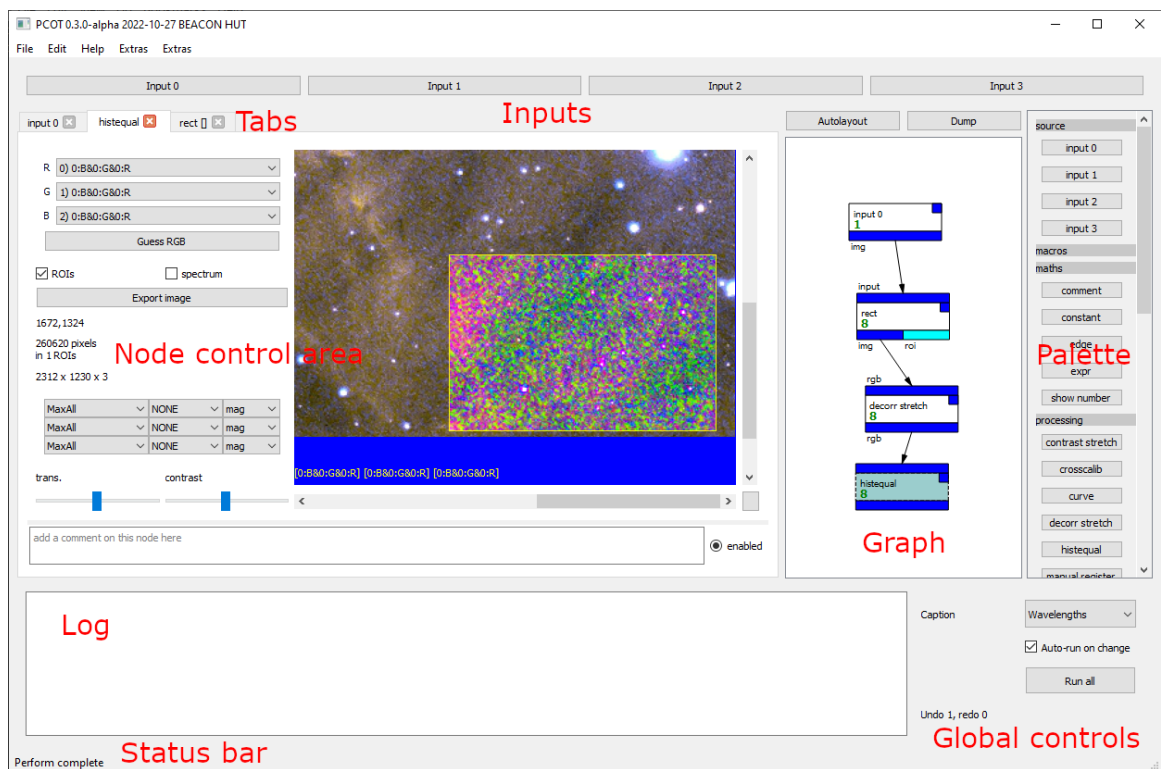 PCOT 0.3.0-alpha 2022-10-27 BEACON HUT
File Edit Help Extras Extras
Input 0 Input 1 Input 2 Input 3
Inputs
input 0 histequal rect []
Tabs
R 0) 0:B&0:G&0:R
G 1) 0:B&0:G&0:R
B 2) 0:B&0:G&0:R
Guess RGB
ROIs spectrum
Export image
1672,1324
260620 pixels
in 1 ROIs
2312 x 1230 x 3
Node control area
MaxAll NONE mag
MaxAll NONE mag
MaxAll NONE mag
trans. contrast
[0:B&0:G&0:R] [0:B&0:G&0:R] [0:B&0:G&0:R]
add a comment on this node here
enabled
Autolayout Dump
input 0
1
img
input
rect
8
img roi
rgb
decorr stretch
8
rgb
histequal
8
Graph
source
input 0
input 1
input 2
input 3
macros
maths
comment
constant
edge
Palette
expr
show number
processing
contrast stretch
crosscalib
curve
decorr stretch
histequal
manual register
Log
Caption Wavelengths
Auto-run on change
Run all
Undo 1, redo 0
Global controls
Status bar
Perform complete